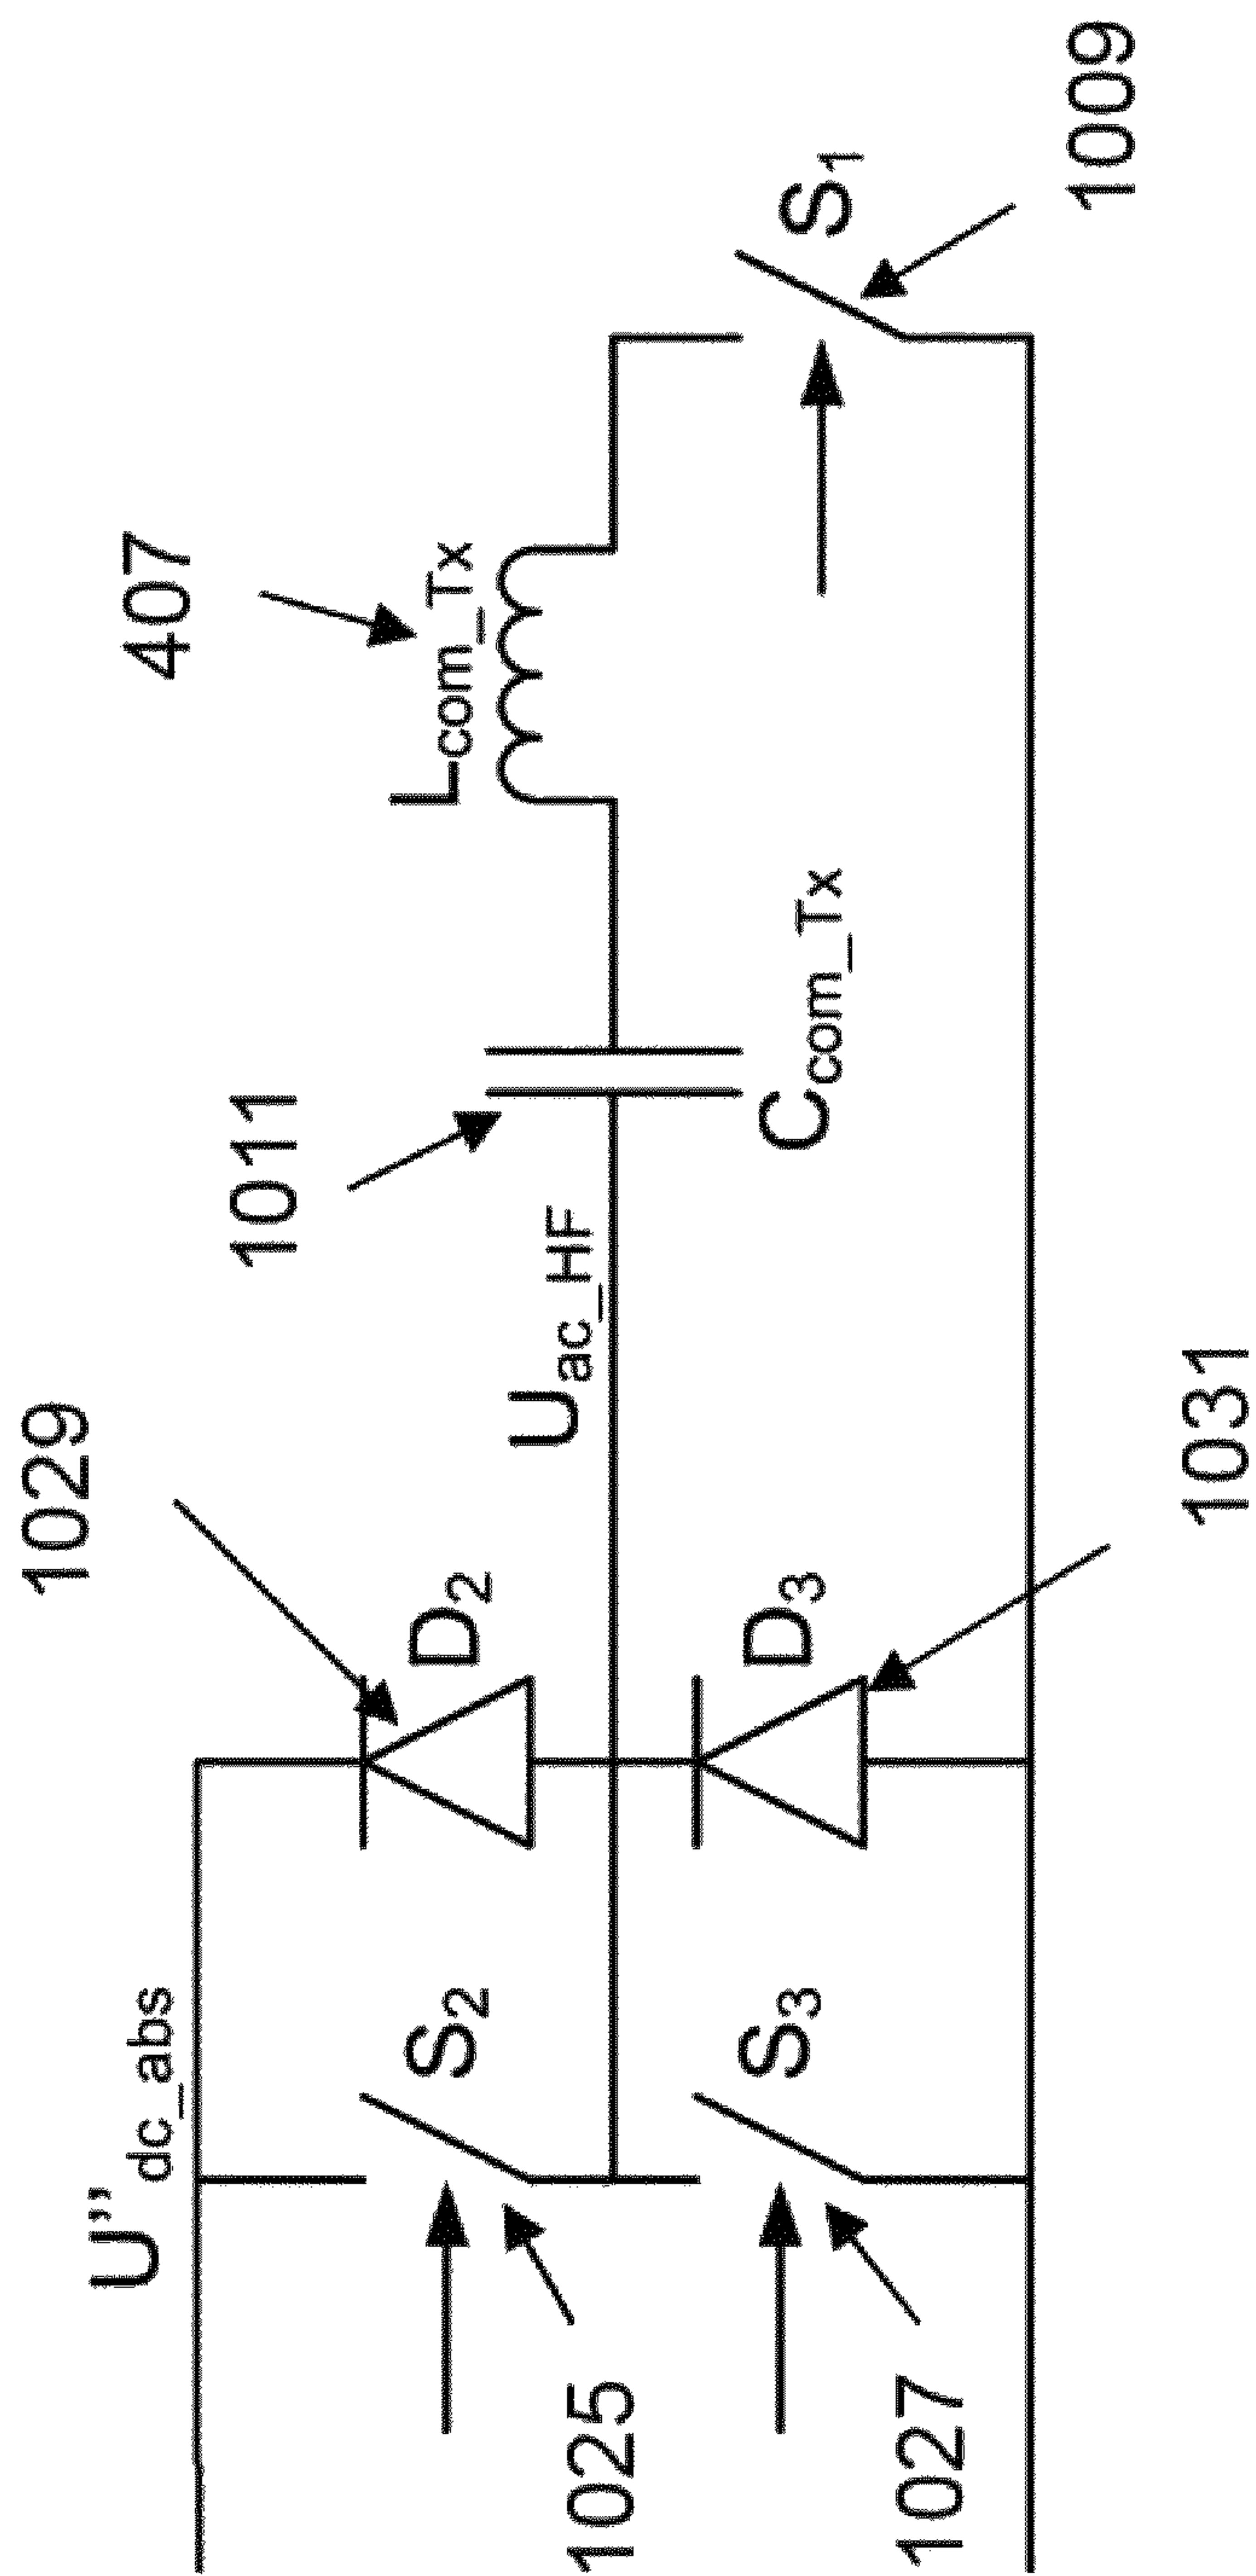 U''dc_abs
1029
1011
407
Lcom_Tx
D2
S2
1025
Uac_HF
S1
1009
Ccom_Tx
D3
S3
1027
1031